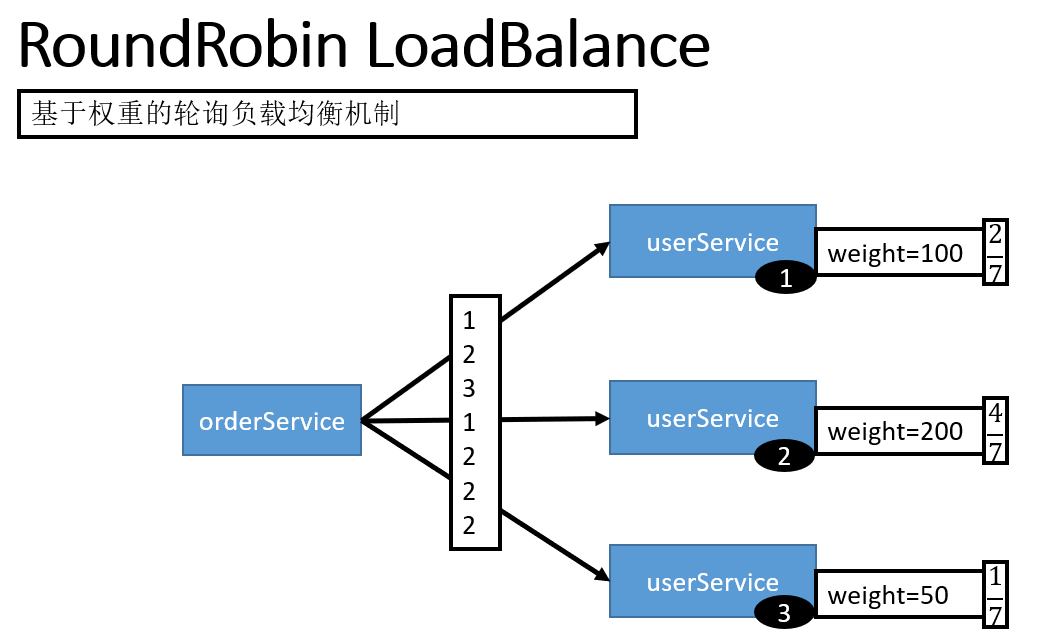 RoundRobin LoadBalance
基于权重的轮询负载均衡机制
orderService
1
2
3
1
2
2
2
userService
1
weight=100
2
7
userService
2
weight=200
4
7
userService
3
weight=50
1
7